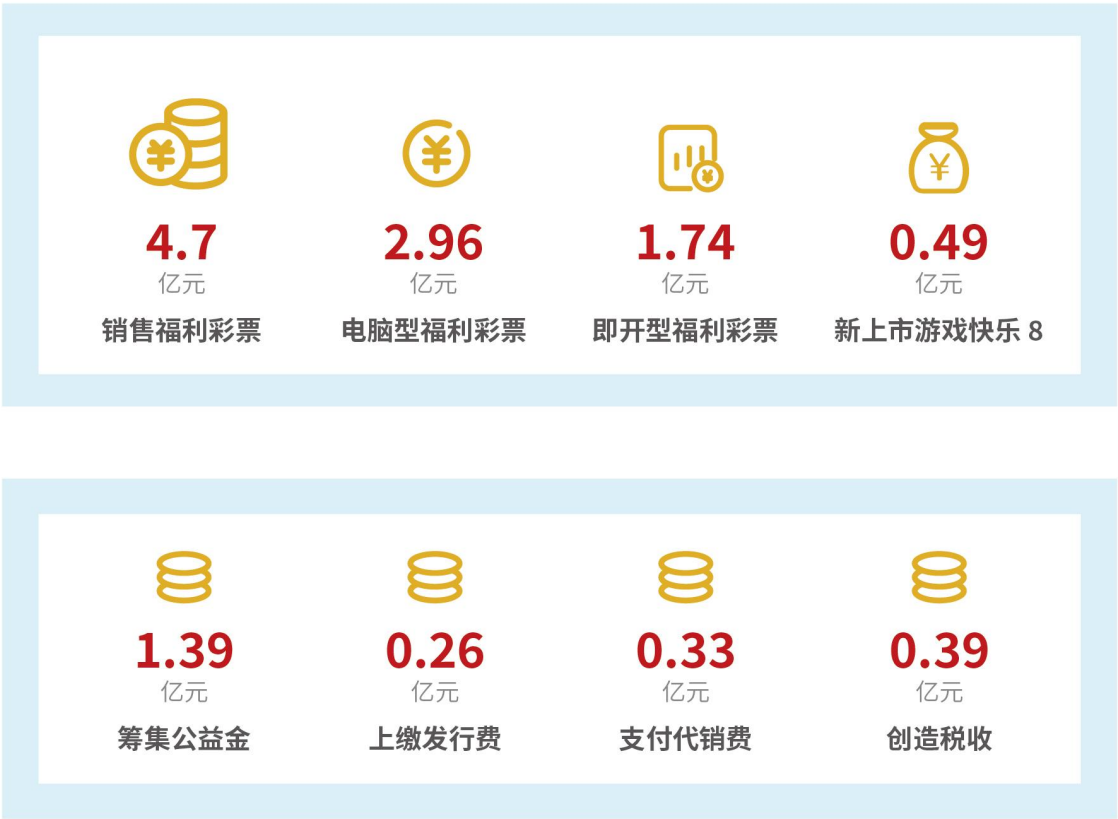 4.7
亿元
销售福利彩票
2.96
亿元
电脑型福利彩票
1.74
亿元
即开型福利彩票
0.49
亿元
新上市游戏快乐 8
1.39
亿元
筹集公益金
0.26
亿元
上缴发行费
0.33
亿元
支付代销费
0.39
亿元
创造税收